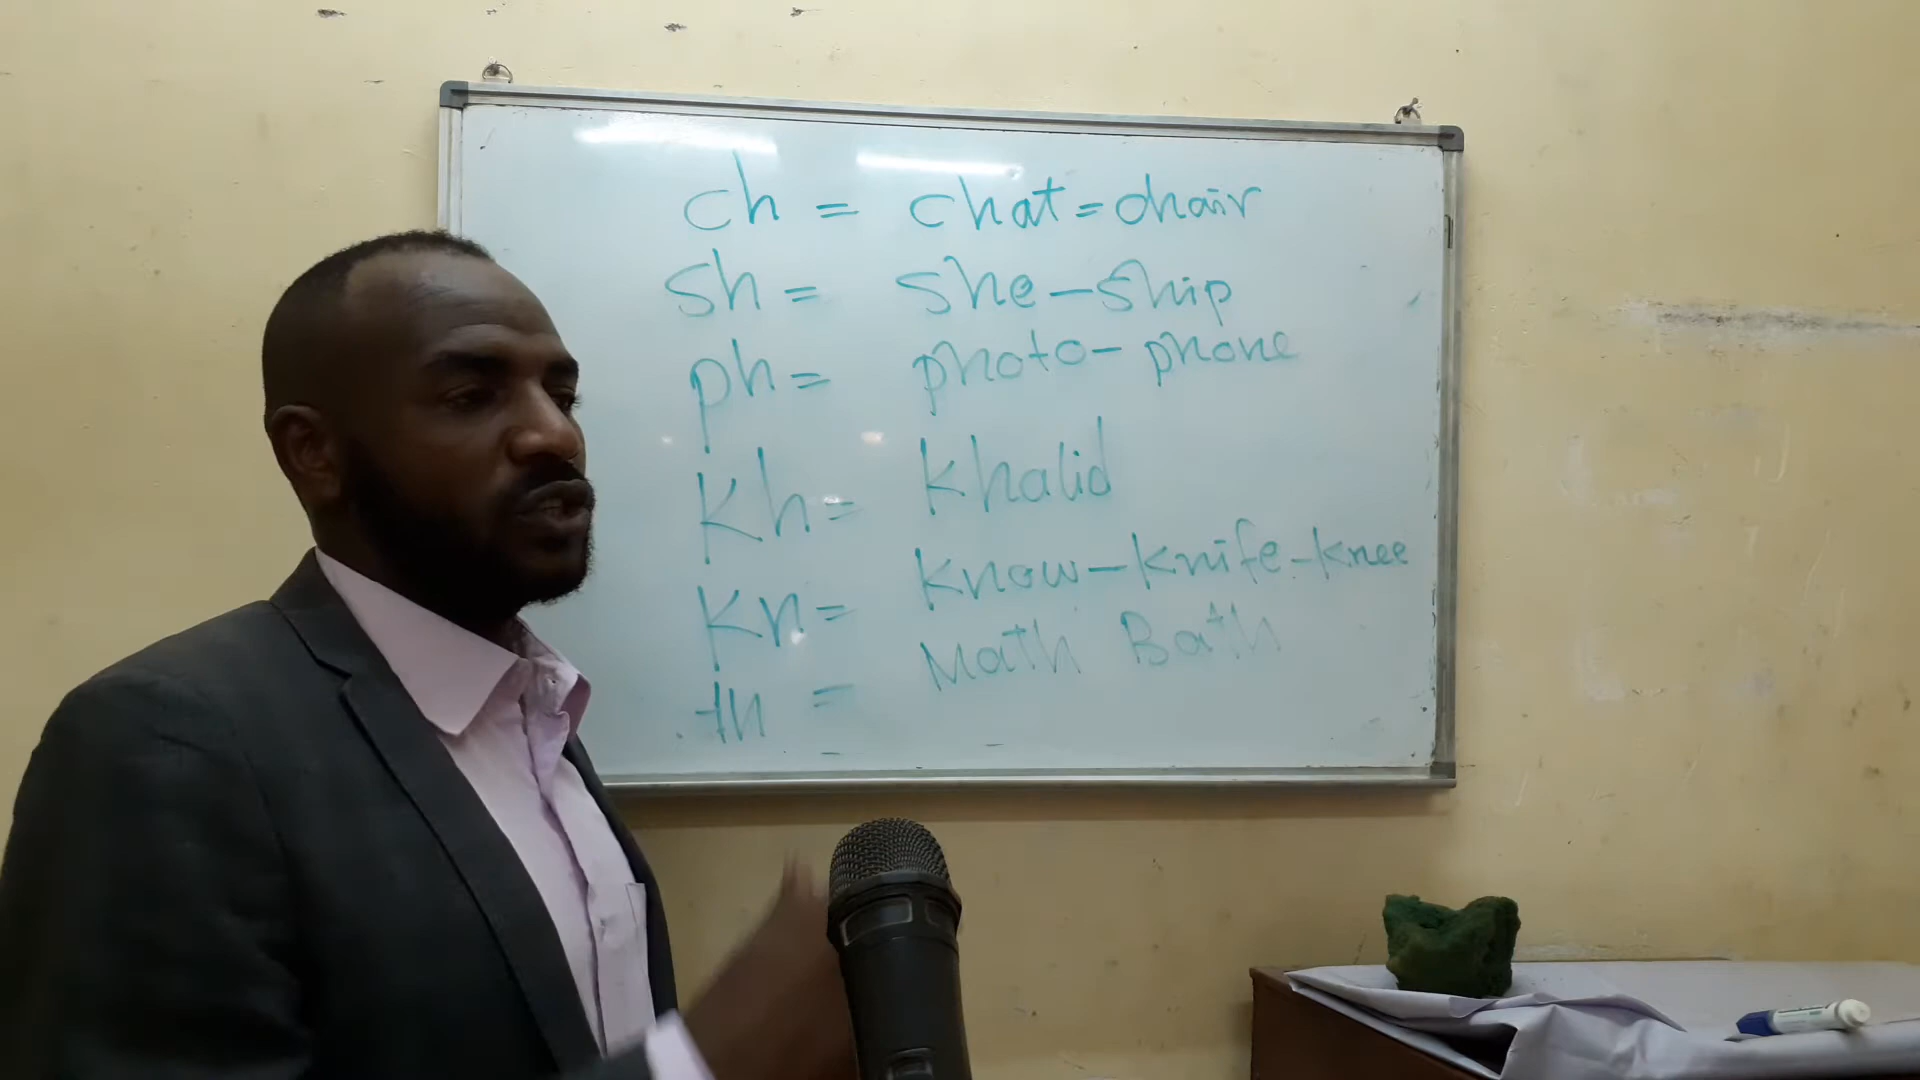 ch = chat = chair
sh = she - ship
ph = photo - phone
kh = khalid
kn = know - knife - knee
th = Math Bath